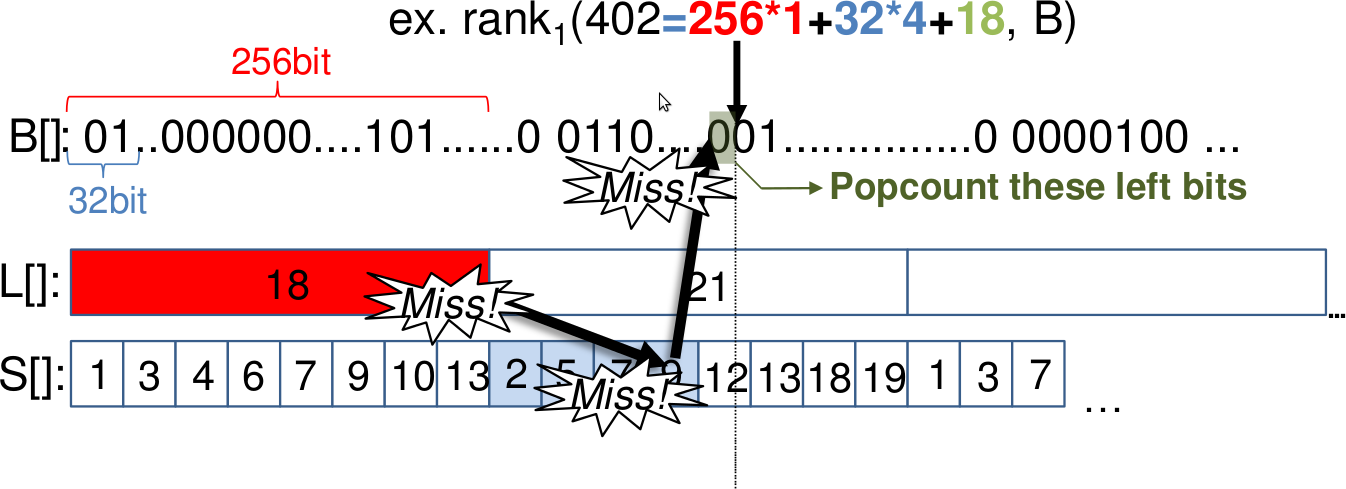 ex. rank1(402=256*1+32*4+18, B)
256bit
B[]: 01..000000....101......0 0110....001...............0 0000100 ...
32bit
Miss!
Popcount these left bits
L[]: 18 21 ...
Miss!
S[]: 1 3 4 6 7 9 10 13 2 5 7 9 12 13 18 19 1 3 7 ...
Miss!